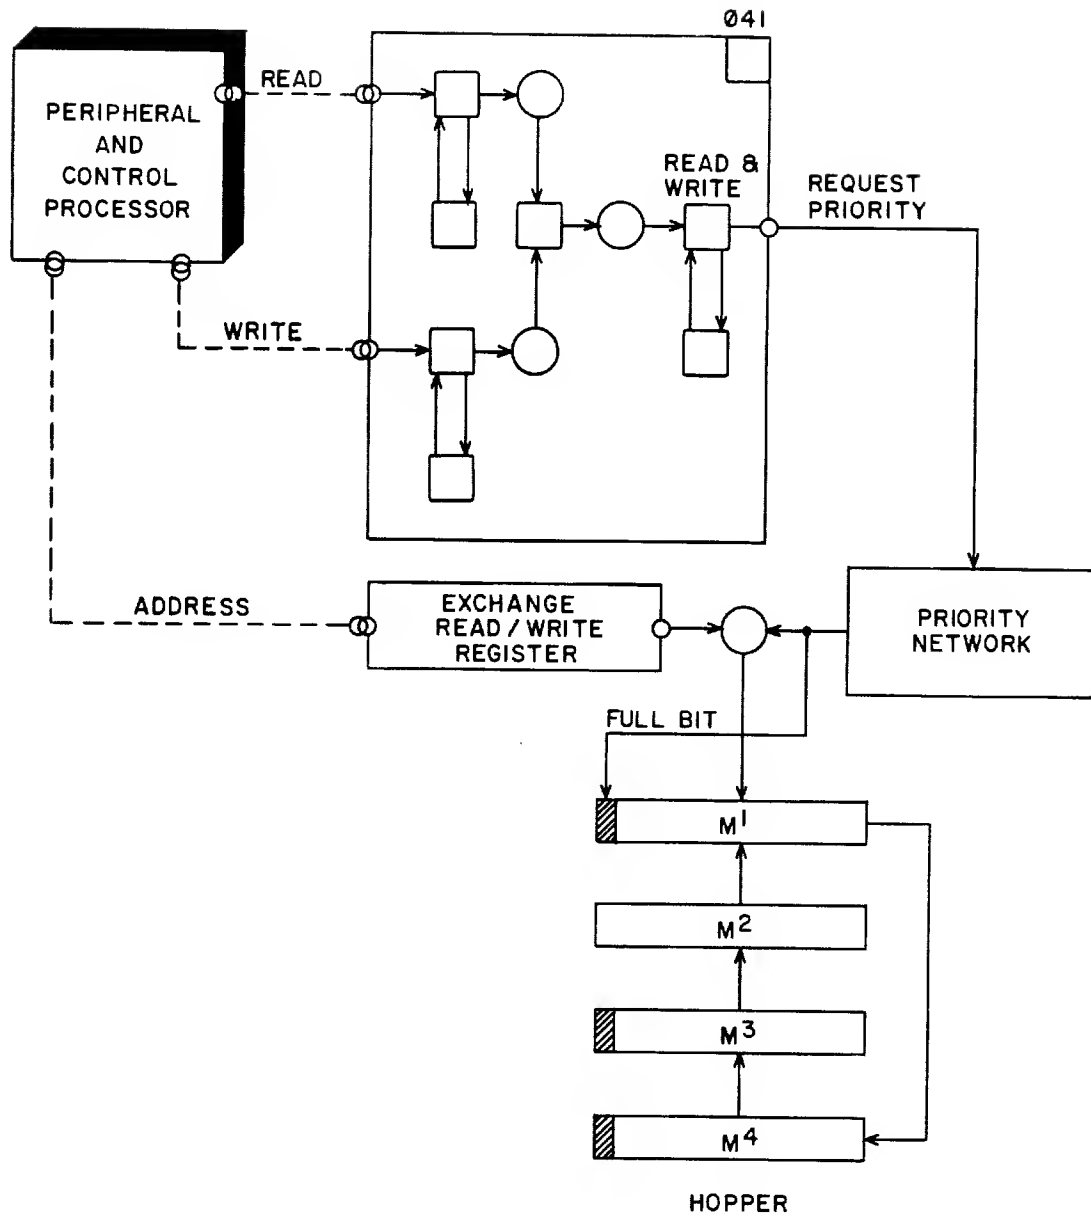 Ø41
PERIPHERAL
AND
CONTROL
PROCESSOR
READ
READ &
WRITE
REQUEST
PRIORITY
WRITE
ADDRESS
EXCHANGE
READ / WRITE
REGISTER
PRIORITY
NETWORK
FULL BIT
M¹
M²
M³
M⁴
HOPPER